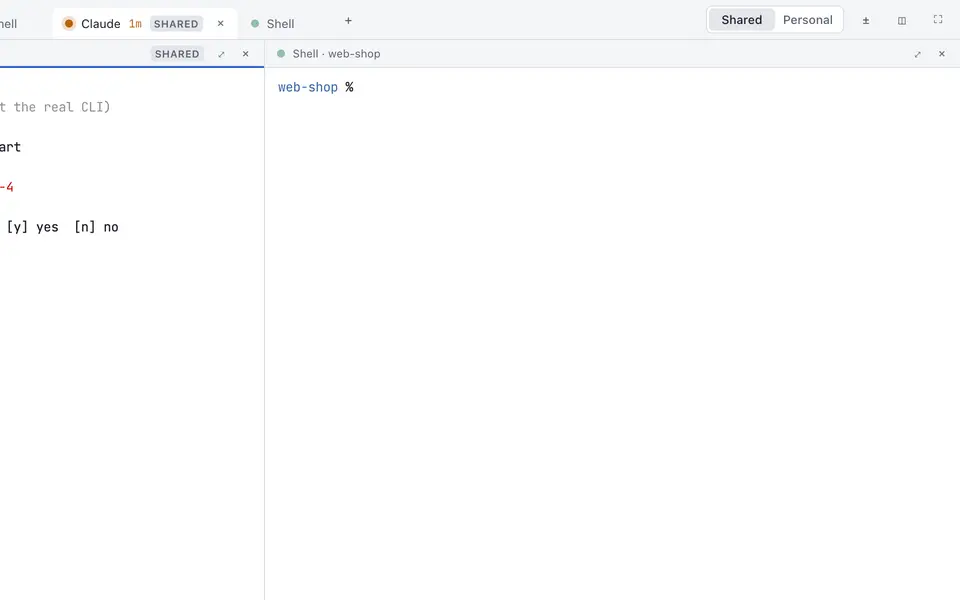 ell
Claude 1m SHARED ×
Shell
+
Shared Personal
±
SHARED ×
Shell · web-shop ×
t the real CLI)
art
-4
[y] yes [n] no
web-shop %